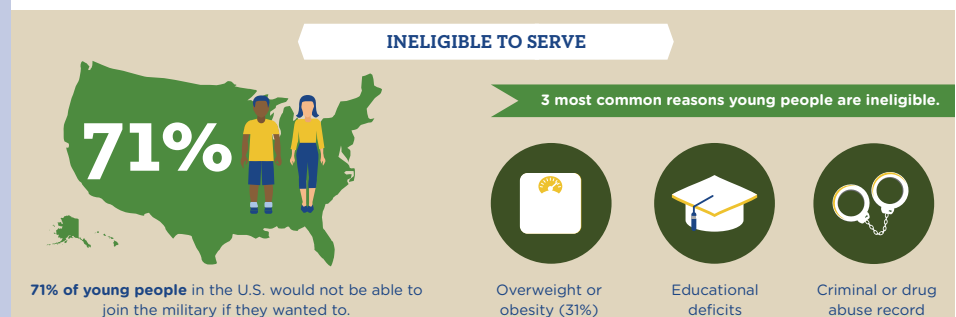 INELIGIBLE TO SERVE
71%
71% of young people in the U.S. would not be able to
join the military if they wanted to.
3 most common reasons young people are ineligible.
Overweight or
obesity (31%)
Educational
deficits
Criminal or drug
abuse record